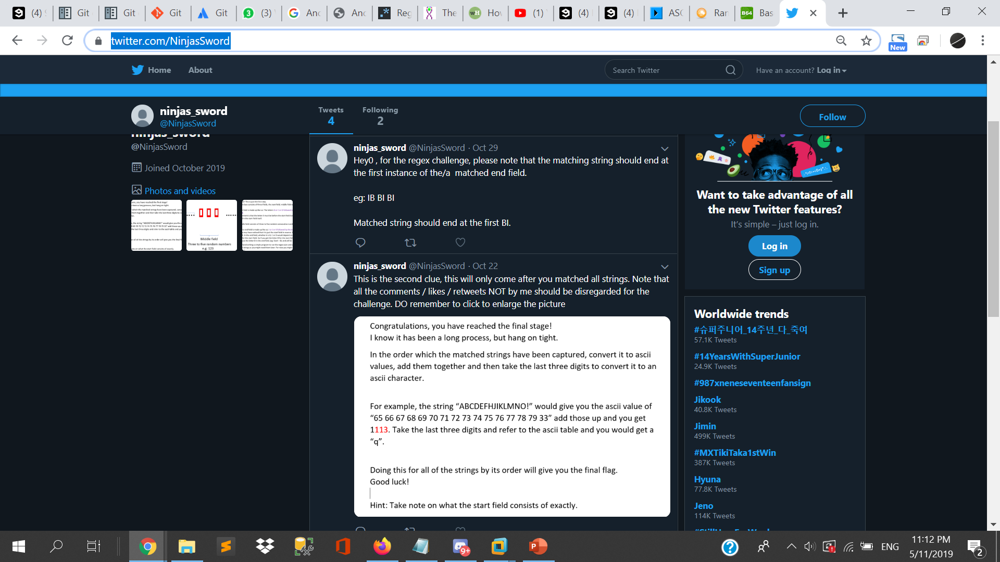 (4) 9
Git
Git
Git
Git
(3)
Anc
Anc
Reg
The
Hov
(1)
(4)
(4)
ASC
Ran
Bas
twitter.com/NinjasSword
New
Home
About
Search Twitter
Have an account? Log in
ninjas_sword
@NinjasSword
Tweets
4
Following
2
Follow
ninjas_sword
@NinjasSword
Joined October 2019
Photos and videos
Middle field
Three to five random numbers
e.g: 123
ninjas_sword @NinjasSword · Oct 29
Hey0 , for the regex challenge, please note that the matching string should end at
the first instance of the/a matched end field.
eg: IB BI BI
Matched string should end at the first BI.
ninjas_sword @NinjasSword · Oct 22
This is the second clue, this will only come after you matched all strings. Note that
all the comments / likes / retweets NOT by me should be disregarded for the
challenge. DO remember to click to enlarge the picture
Congratulations, you have reached the final stage!
I know it has been a long process, but hang on tight.
In the order which the matched strings have been captured, convert it to ascii
values, add them together and then take the last three digits to convert it to an
ascii character.
For example, the string “ABCDEFHJIKLMNO!” would give you the ascii value of
“65 66 67 68 69 70 71 72 73 74 75 76 77 78 79 33” add those up and you get
1113. Take the last three digits and refer to the ascii table and you would get a
“q”.
Doing this for all of the strings by its order will give you the final flag.
Good luck!
Hint: Take note on what the start field consists of exactly.
Want to take advantage of all
the new Twitter features?
It's simple – just log in.
Log in
Sign up
Worldwide trends
#슈퍼주니어_14주년_다_죽여
57.1K Tweets
#14YearsWithSuperJunior
24.9K Tweets
#987xneneseventeenfansign
Jikook
40.8K Tweets
Jimin
499K Tweets
#MXTikiTaka1stWin
387K Tweets
Hyuna
77.8K Tweets
Jeno
114K Tweets
9+
ENG
11:12 PM
5/11/2019
2